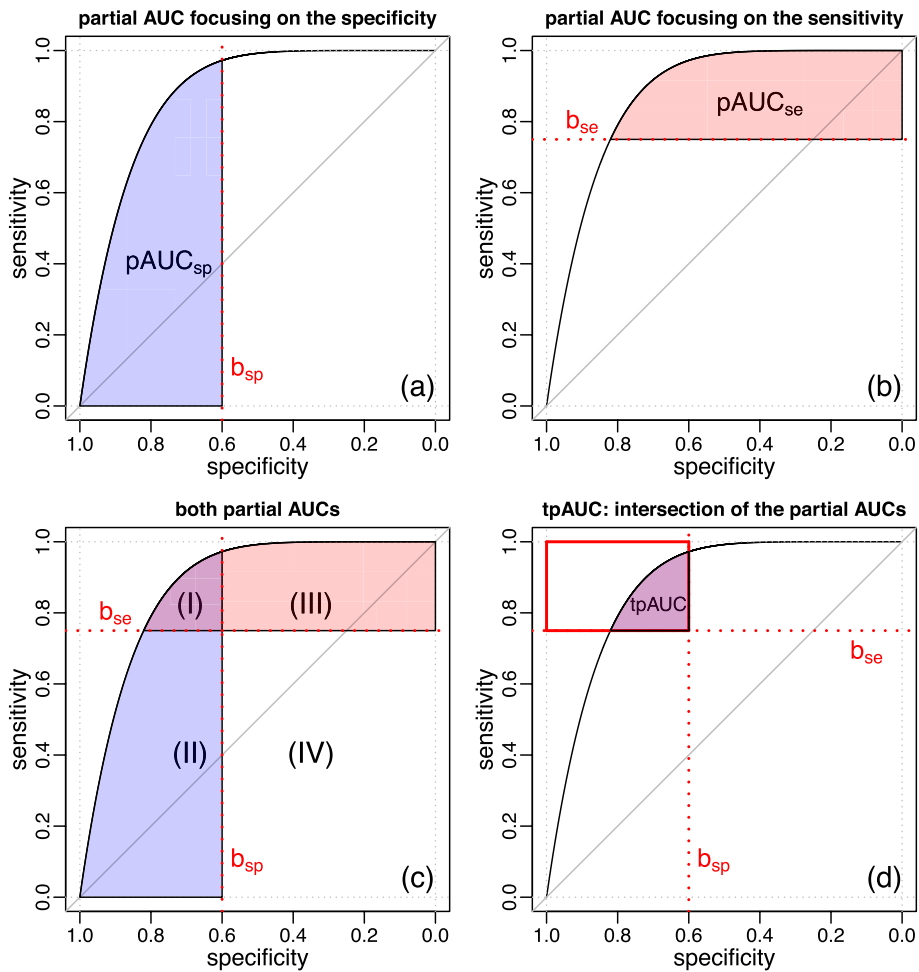 partial AUC focusing on the specificity
1.0
0.8
0.6
0.4
0.2
0.0
sensitivity
pAUCsp
bsp
(a)
1.0 0.8 0.6 0.4 0.2 0.0
specificity
partial AUC focusing on the sensitivity
1.0
0.8
0.6
0.4
0.2
0.0
sensitivity
pAUCse
bse
(b)
1.0 0.8 0.6 0.4 0.2 0.0
specificity
both partial AUCs
1.0
0.8
0.6
0.4
0.2
0.0
sensitivity
bse
(I)
(III)
(II)
(IV)
bsp
(c)
1.0 0.8 0.6 0.4 0.2 0.0
specificity
tpAUC: intersection of the partial AUCs
1.0
0.8
0.6
0.4
0.2
0.0
sensitivity
tpAUC
bse
bsp
(d)
1.0 0.8 0.6 0.4 0.2 0.0
specificity